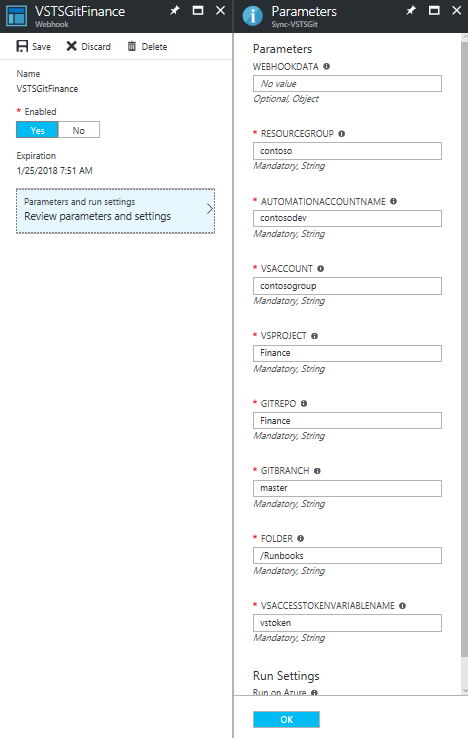 VSTSGitFinance
Webhook
Save Discard Delete
Name
VSTSGitFinance
* Enabled
Yes No
Expiration
1/25/2018 7:51 AM
Parameters and run settings
Review parameters and settings
Parameters
Sync-VSTSGit
Parameters
WEBHOOKDATA
No value
Optional, Object
* RESOURCEGROUP
contoso
Mandatory, String
* AUTOMATIONACCOUNTNAME
contosodev
Mandatory, String
* VSACCOUNT
contosogroup
Mandatory, String
* VSPROJECT
Finance
Mandatory, String
* GITREPO
Finance
Mandatory, String
* GITBRANCH
master
Mandatory, String
* FOLDER
/Runbooks
Mandatory, String
* VSACCESSTOKENVARIABLENAME
vstoken
Mandatory, String
Run Settings
Run on Azure
OK